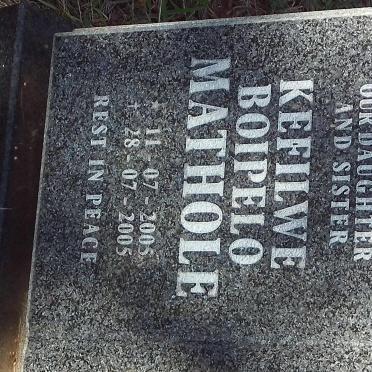 OUR DAUGHTER
AND SISTER
KEFILWE
BOIPELO
MATHOLE
* 11-07-2005
† 28-07-2005
REST IN PEACE